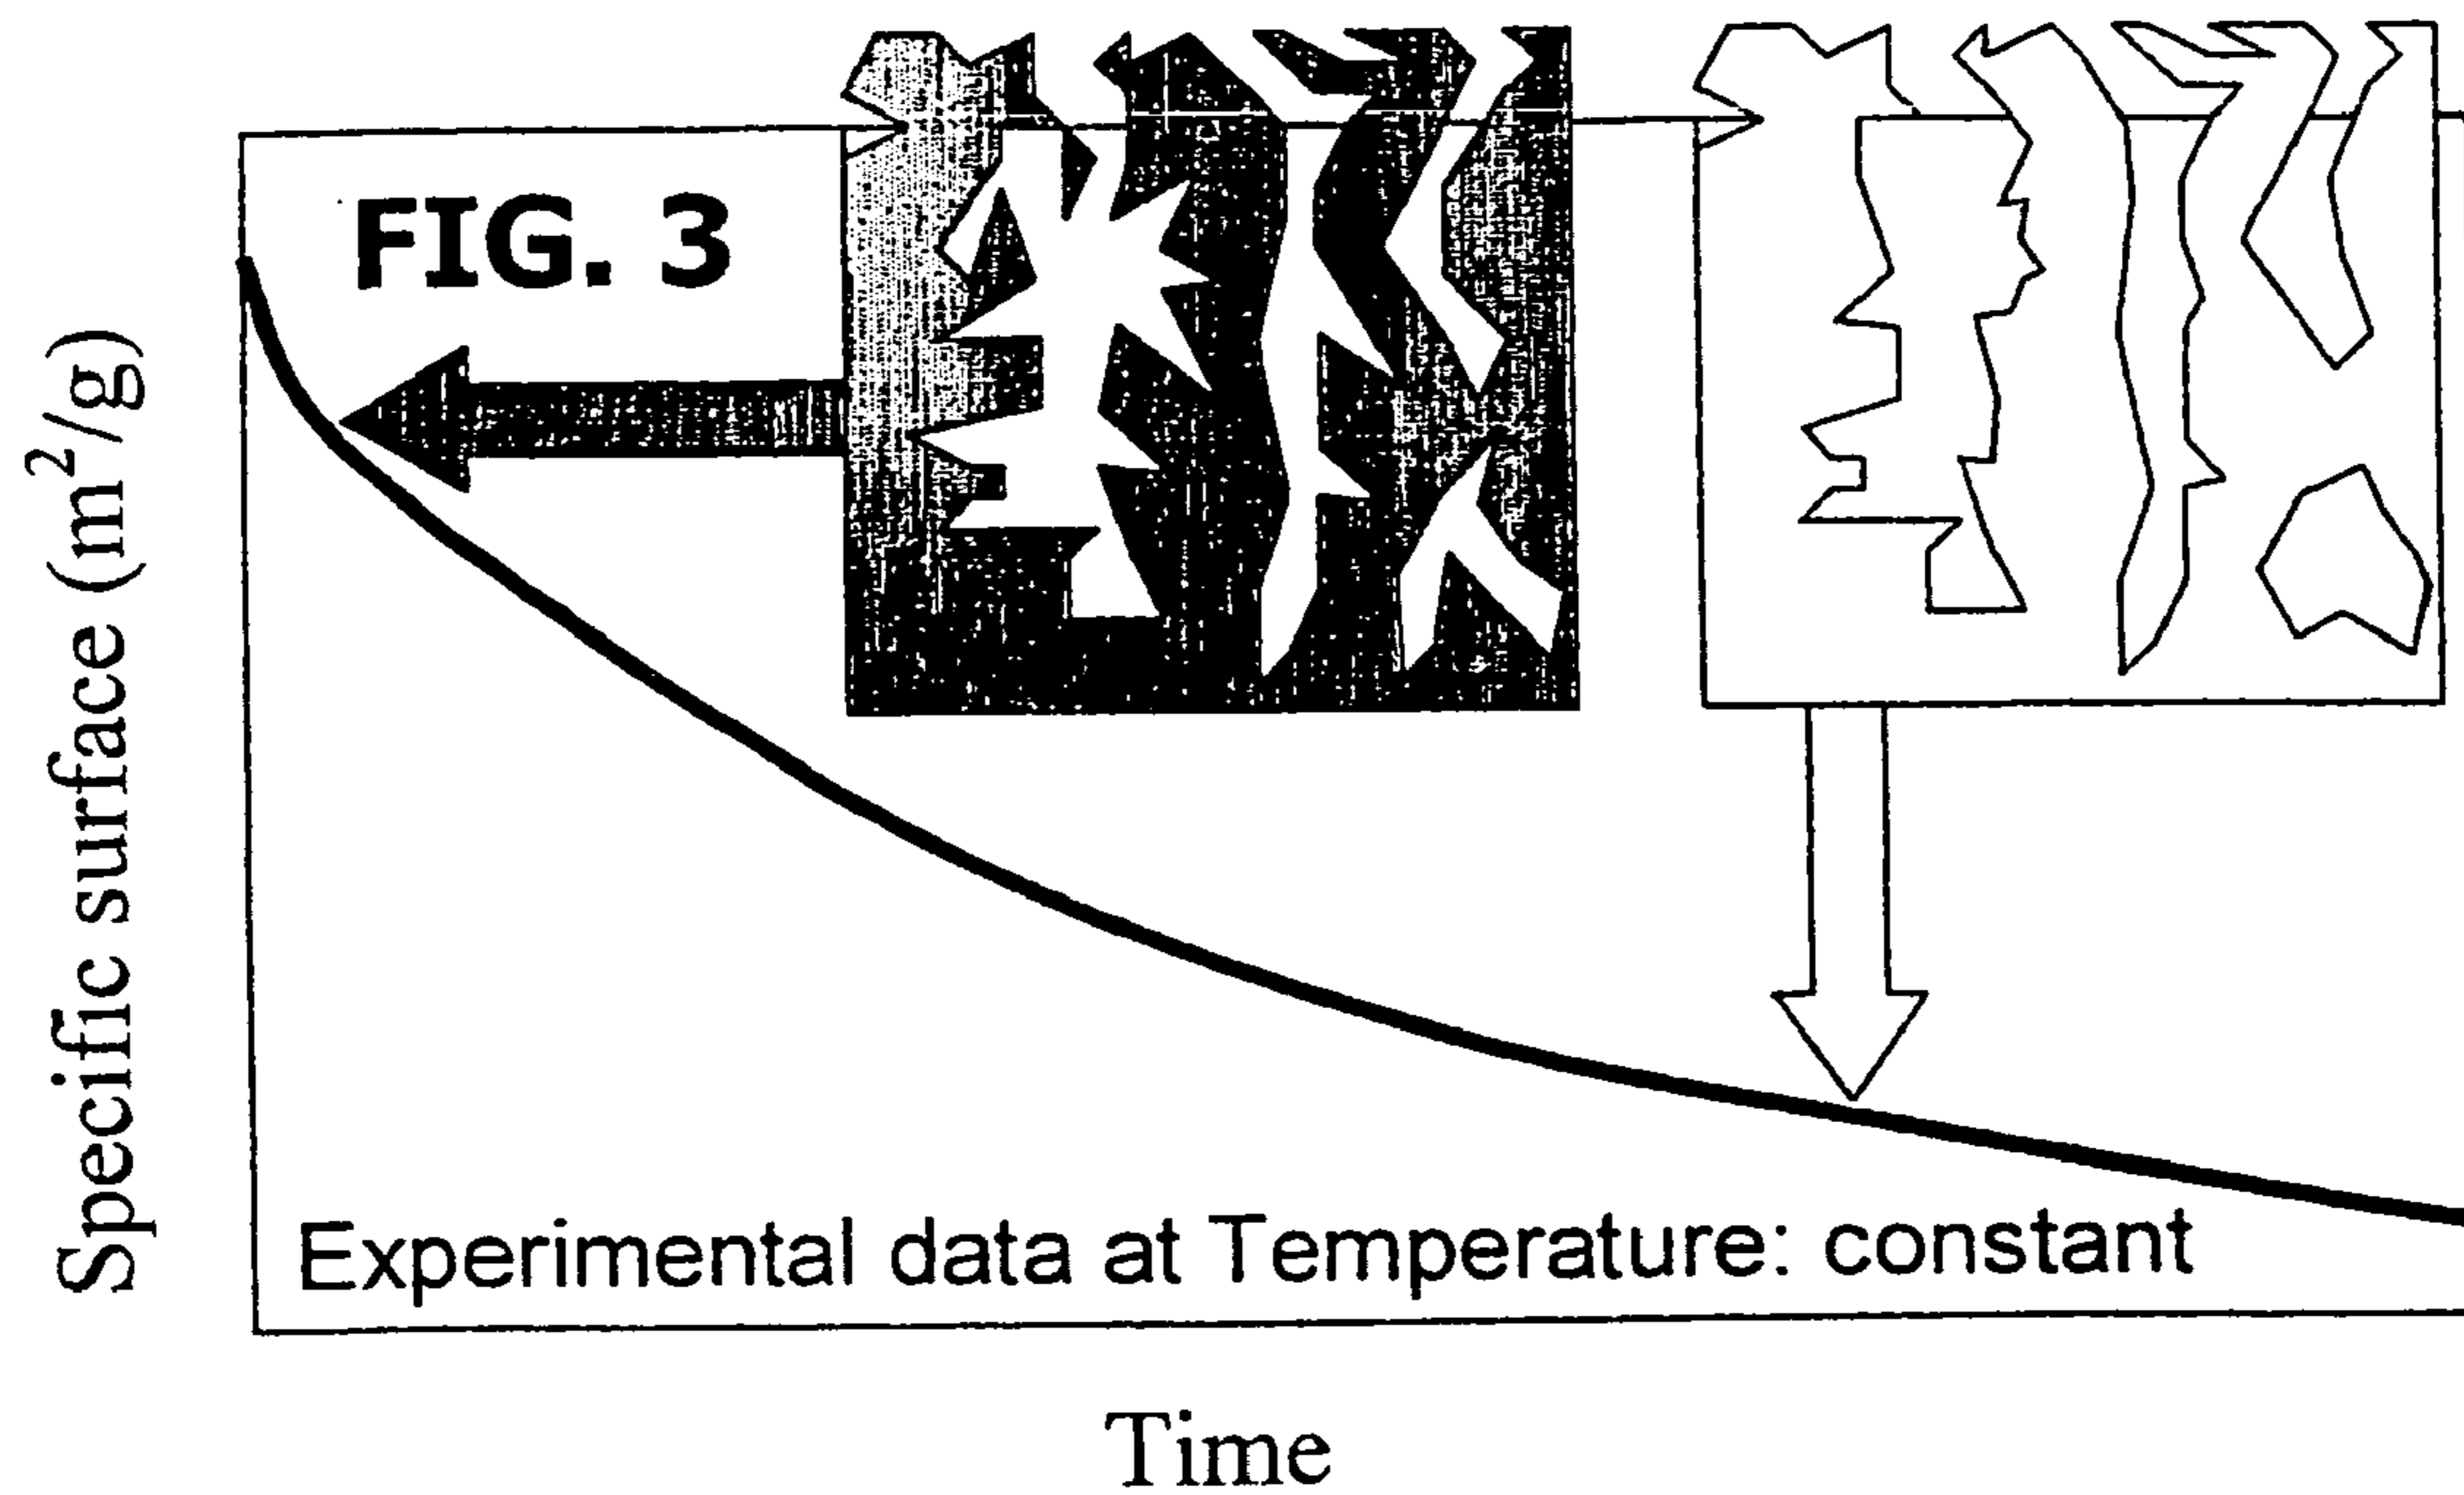 FIG. 3
Specific surface (m²/g)
Experimental data at Temperature: constant
Time